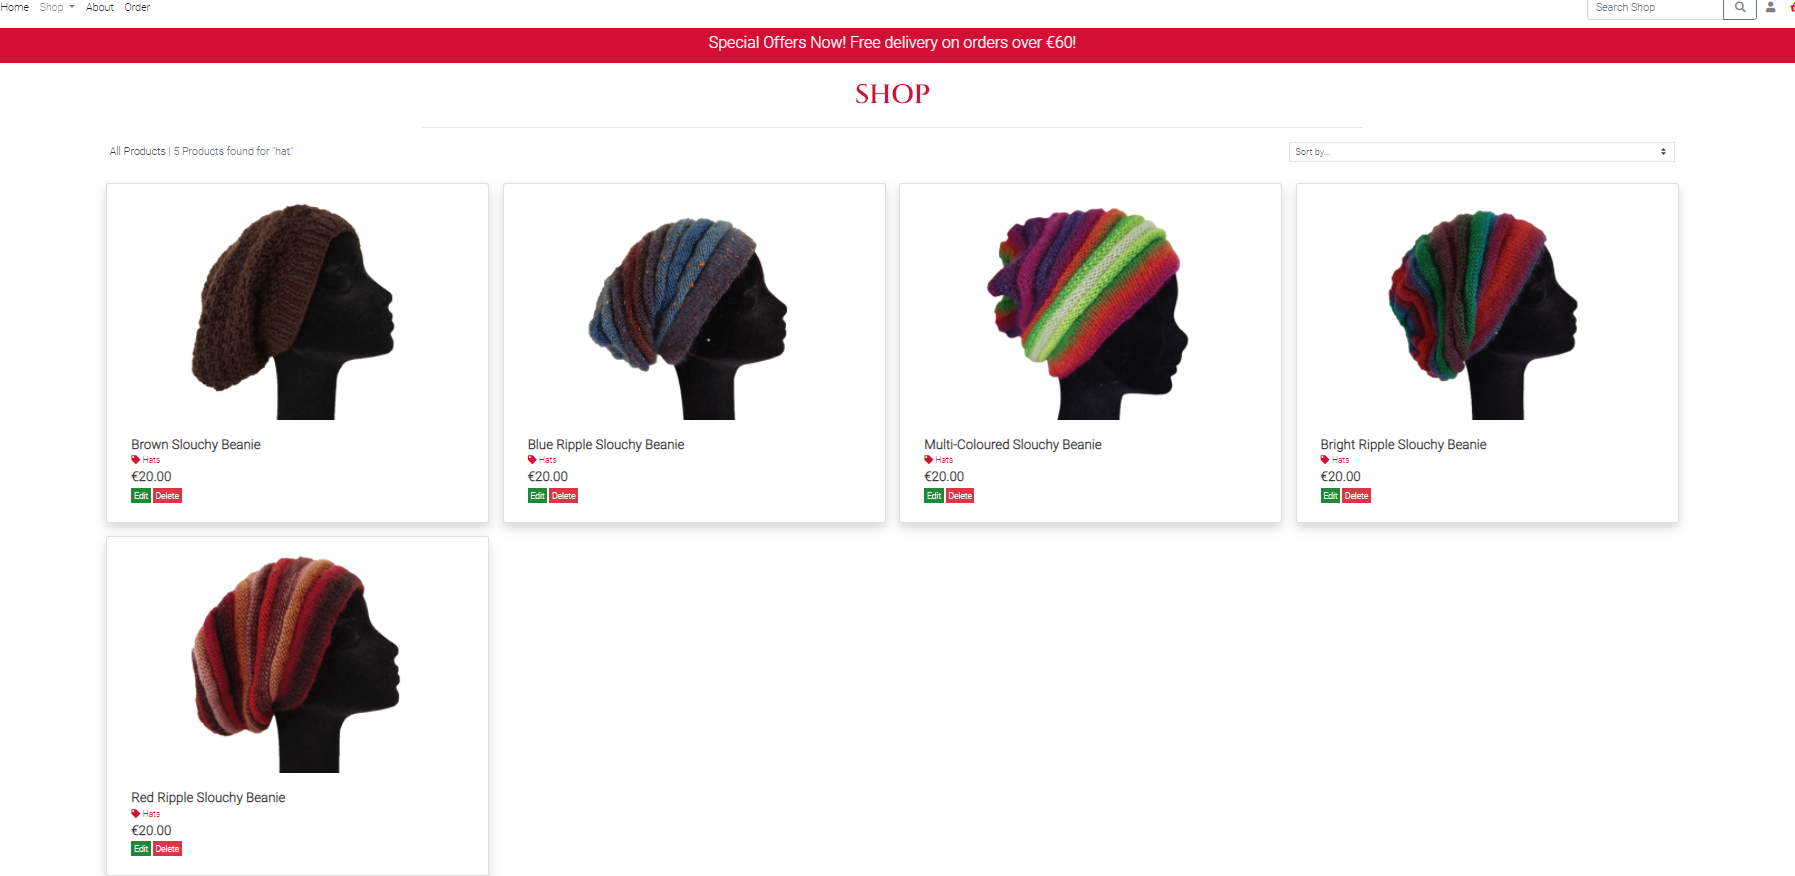 Home Shop About Order Search Shop
Special Offers Now! Free delivery on orders over €60!
SHOP
All Products | 5 Products found for "hat" Sort by...
Brown Slouchy Beanie
Hats
€20.00
Edit Delete
Blue Ripple Slouchy Beanie
Hats
€20.00
Edit Delete
Multi-Coloured Slouchy Beanie
Hats
€20.00
Edit Delete
Bright Ripple Slouchy Beanie
Hats
€20.00
Edit Delete
Red Ripple Slouchy Beanie
Hats
€20.00
Edit Delete